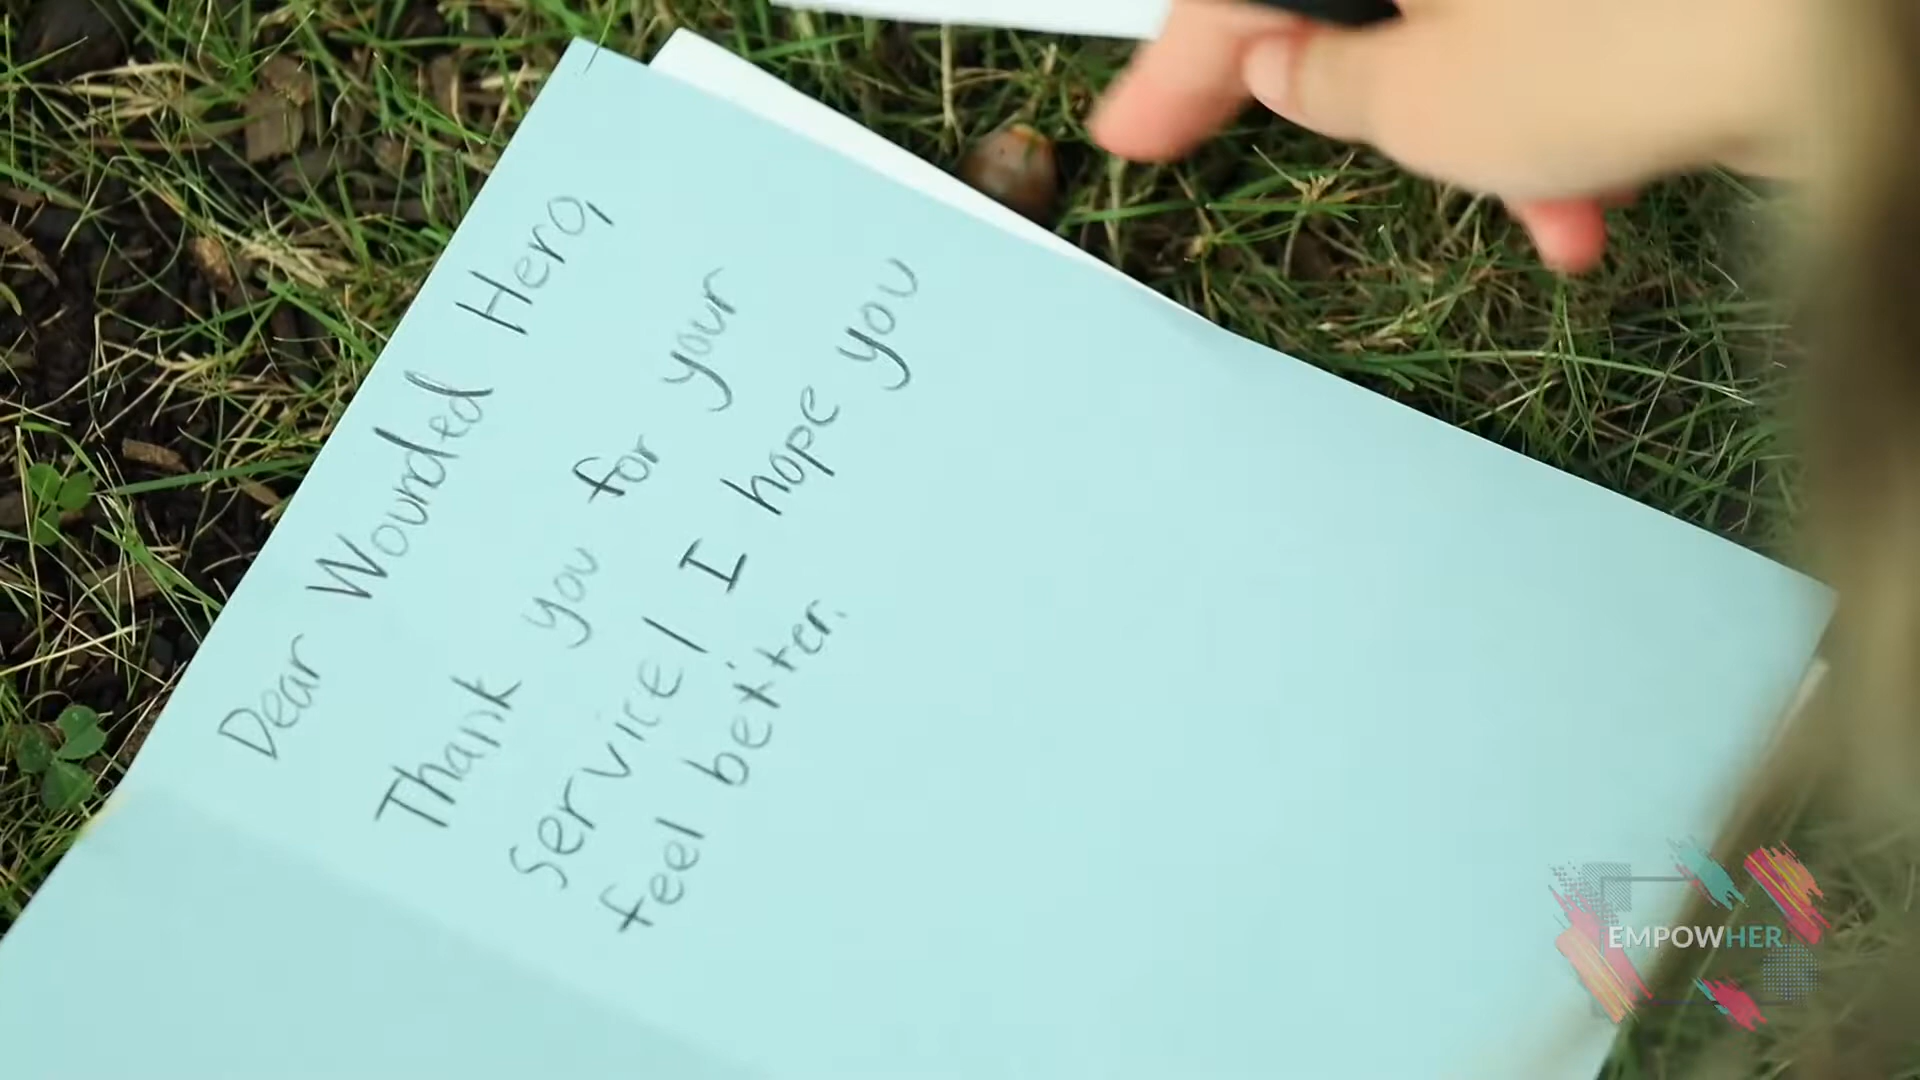 Dear Wounded Hero,
Thank you for your
service! I hope you
feel better.
EMPOWHER